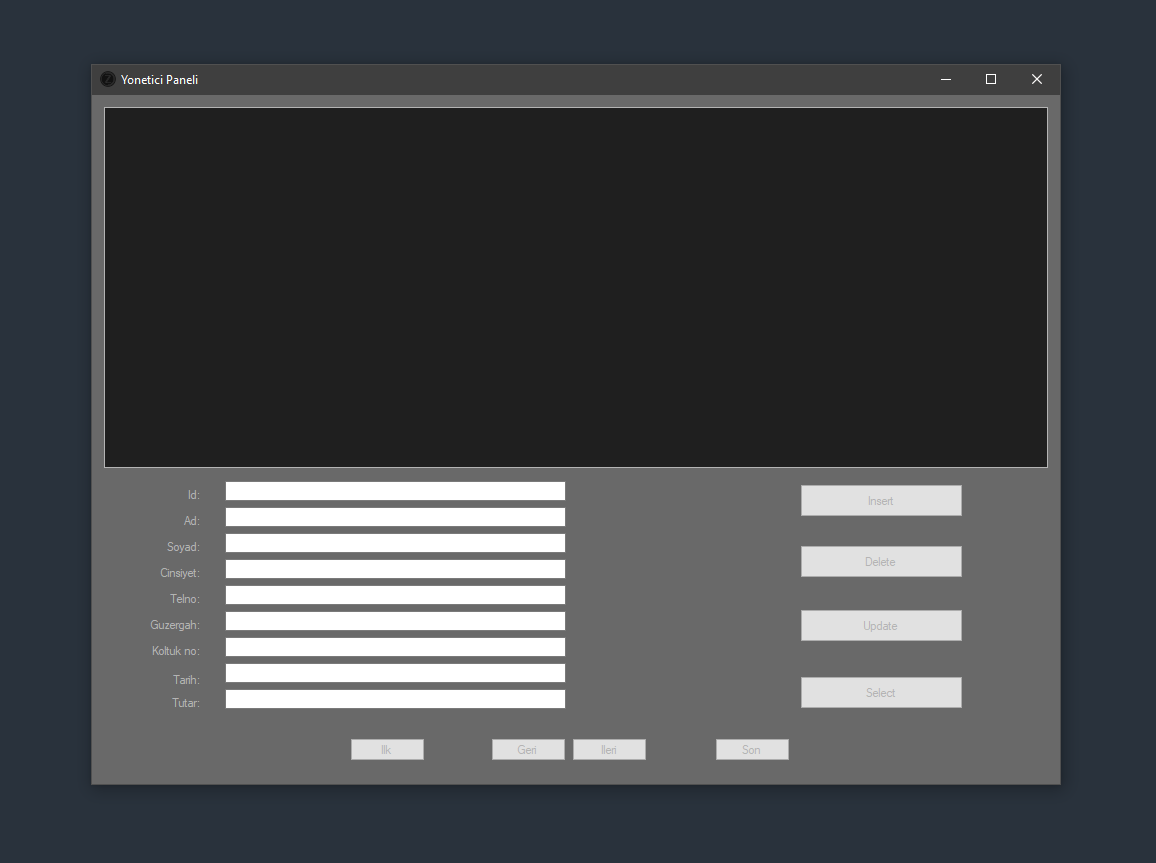 Yonetici Paneli
Id:
Ad:
Soyad:
Cinsiyet:
Telno:
Guzergah:
Koltuk no:
Tarih:
Tutar:
Insert
Delete
Update
Select
Ilk
Geri
Ileri
Son